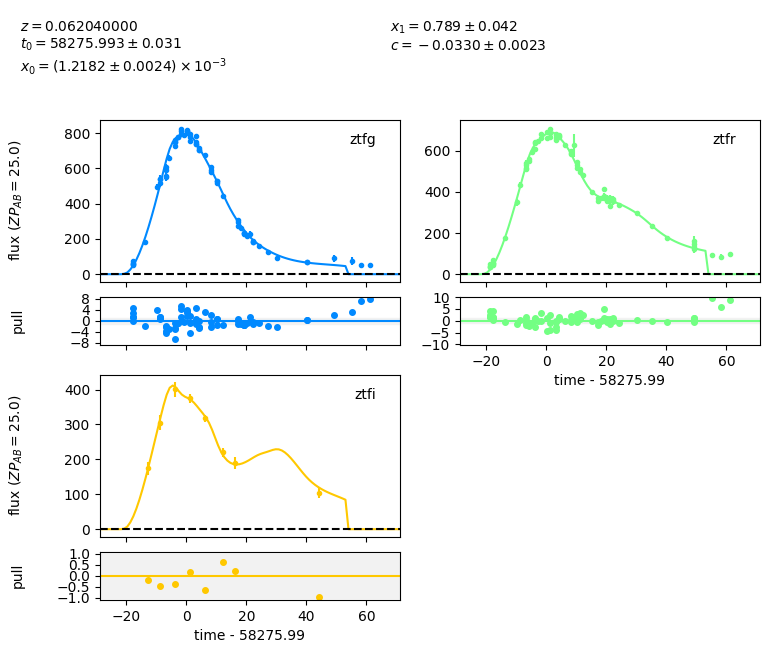 z = 0.062040000
t₀ = 58275.993 ± 0.031
x₀ = (1.2182 ± 0.0024) × 10⁻³
x₁ = 0.789 ± 0.042
c = −0.0330 ± 0.0023
flux (ZP_AB = 25.0)
800
600
400
200
0
ztfg
600
400
200
0
ztfr
pull
8
4
0
−4
−8
10
5
0
−5
−10
−20 0 20 40 60
time - 58275.99
flux (ZP_AB = 25.0)
400
300
200
100
0
ztfi
pull
1.0
0.5
0.0
−0.5
−1.0
−20 0 20 40 60
time - 58275.99